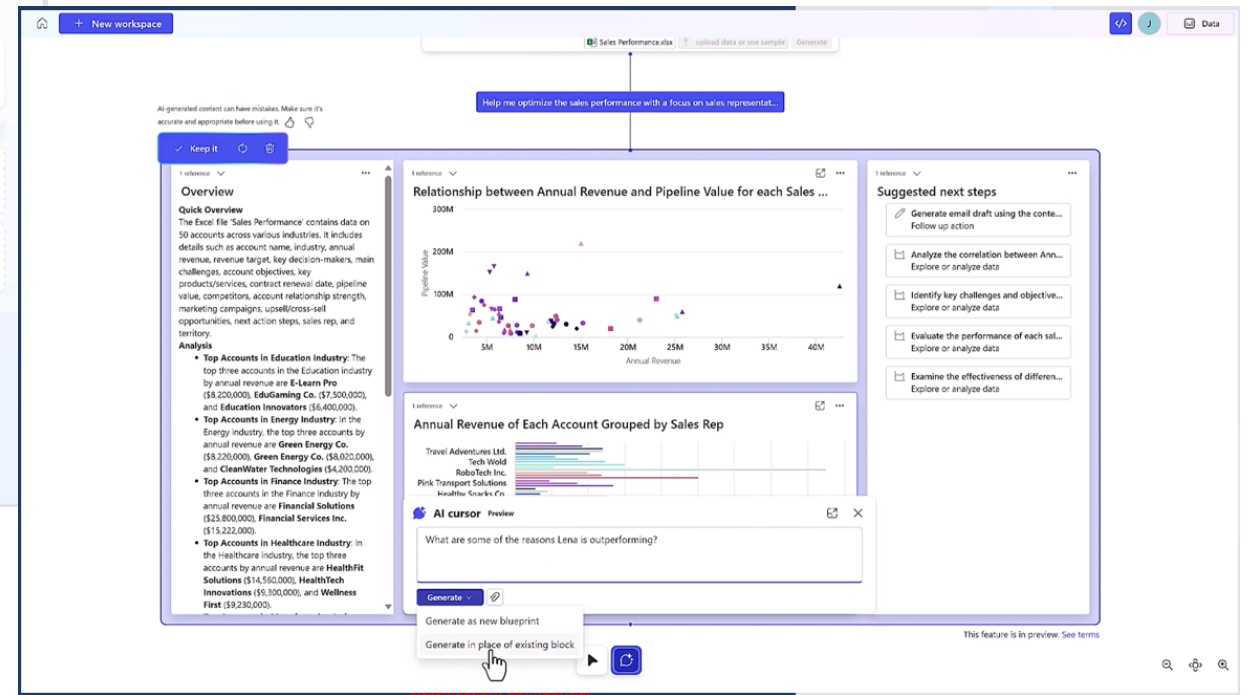 + New workspace
J
Data
Sales Performance.xlsx
upload data or use sample
Generate
Help me optimize the sales performance with a focus on sales representat...
AI-generated content can have mistakes. Make sure it's
accurate and appropriate before using it.
Keep it
1 reference
Overview
Quick Overview
The Excel file 'Sales Performance' contains data on
50 accounts across various industries. It includes
details such as account name, industry, annual
revenue, revenue target, key decision-makers, main
challenges, account objectives, key
products/services, contract renewal date, pipeline
value, competitors, account relationship strength,
marketing campaigns, upsell/cross-sell
opportunities, next action steps, sales rep, and
territory.
Analysis
• Top Accounts in Education Industry: The
top three accounts in the Education industry
by annual revenue are E-Learn Pro
($8,200,000), EduGaming Co. ($7,500,000),
and Education Innovators ($6,400,000).
• Top Accounts in Energy Industry: In the
Energy industry, the top three accounts by
annual revenue are Green Energy Co.
($8,220,000), Green Energy Co. ($8,020,000),
and CleanWater Technologies ($4,200,000).
• Top Accounts in Finance Industry: The top
three accounts in the Finance industry by
annual revenue are Financial Solutions
($25,800,000), Financial Services Inc.
($15,222,000).
• Top Accounts in Healthcare Industry: In
the Healthcare industry, the top three
accounts by annual revenue are HealthFit
Solutions ($14,560,000), HealthTech
Innovations ($9,300,000), and Wellness
First ($9,230,000).
1 reference
Relationship between Annual Revenue and Pipeline Value for each Sales ...
300M
200M
100M
0
Pipeline Value
5M
10M
15M
20M
25M
30M
35M
40M
Annual Revenue
1 reference
Annual Revenue of Each Account Grouped by Sales Rep
Travel Adventures Ltd.
Tech Wold
RoboTech Inc.
Pink Transport Solutions
Healthy Snacks Co.
1 reference
Suggested next steps
Generate email draft using the conte...
Follow up action
Analyze the correlation between Ann...
Explore or analyze data
Identify key challenges and objective...
Explore or analyze data
Evaluate the performance of each sal...
Explore or analyze data
Examine the effectiveness of differen...
Explore or analyze data
AI cursor Preview
What are some of the reasons Lena is outperforming?
Generate
Generate as new blueprint
Generate in place of existing block
This feature is in preview. See terms